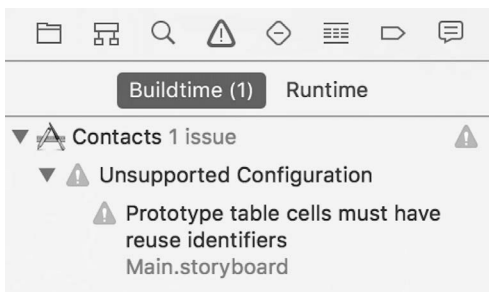 Buildtime (1) Runtime
Contacts 1 issue
Unsupported Configuration
Prototype table cells must have
reuse identifiers
Main.storyboard